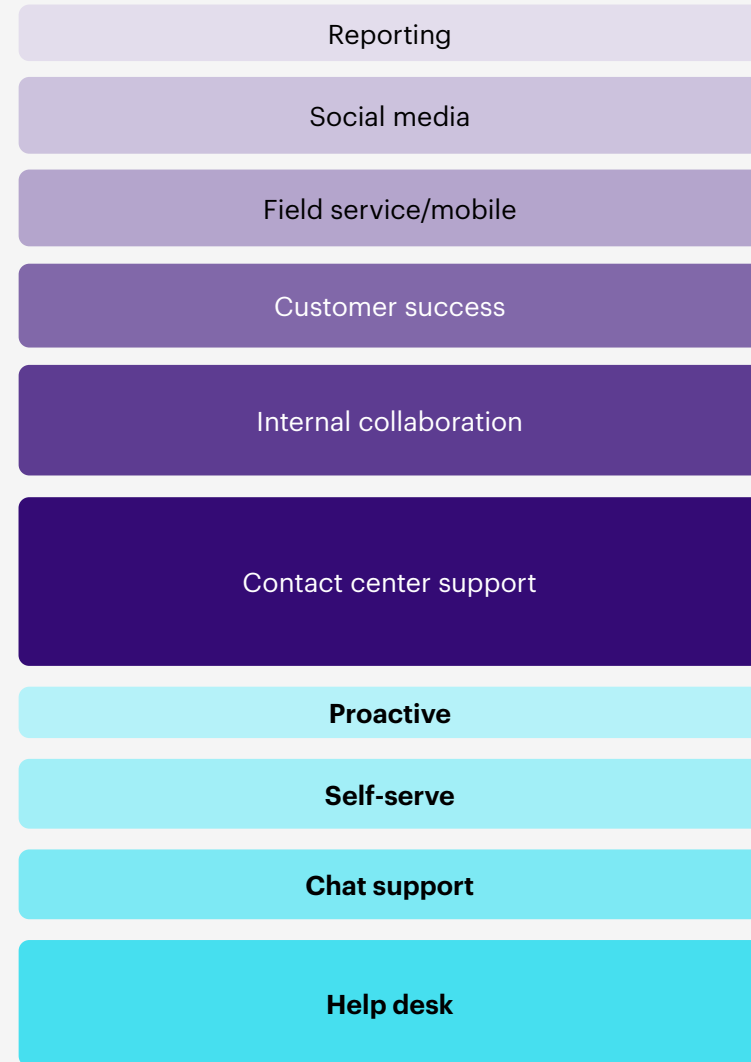 Reporting
Social media
Field service/mobile
Customer success
Internal collaboration
Contact center support
Proactive
Self-serve
Chat support
Help desk